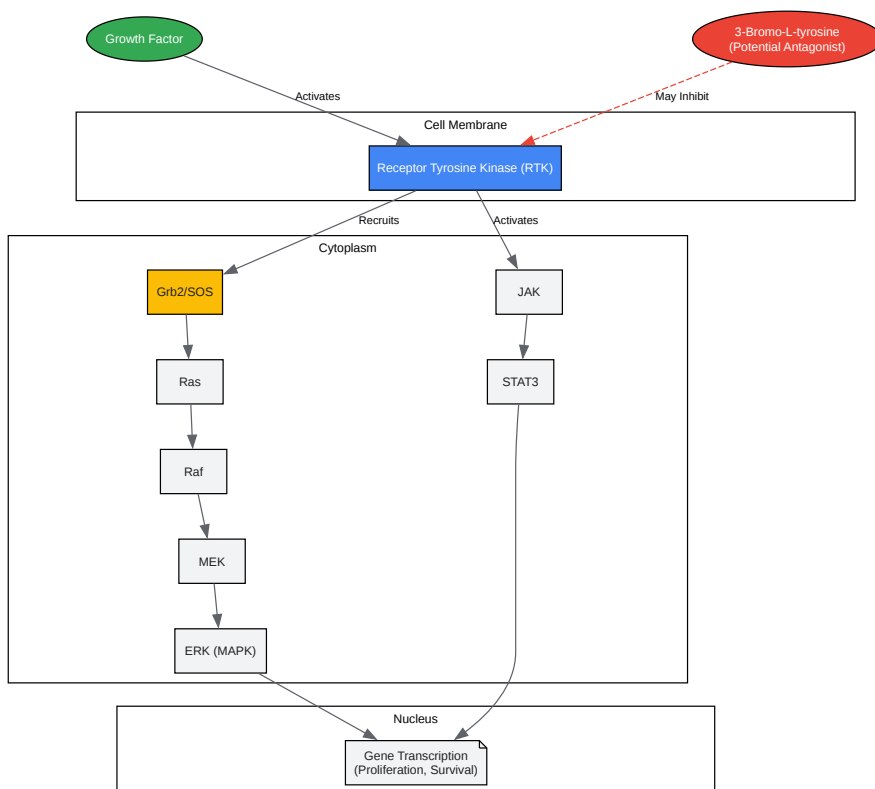 Growth Factor
3-Bromo-L-tyrosine
(Potential Antagonist)
Activates
May Inhibit
Cell Membrane
Receptor Tyrosine Kinase (RTK)
Recruits
Activates
Cytoplasm
Grb2/SOS
JAK
Ras
STAT3
Raf
MEK
ERK (MAPK)
Nucleus
Gene Transcription
(Proliferation, Survival)